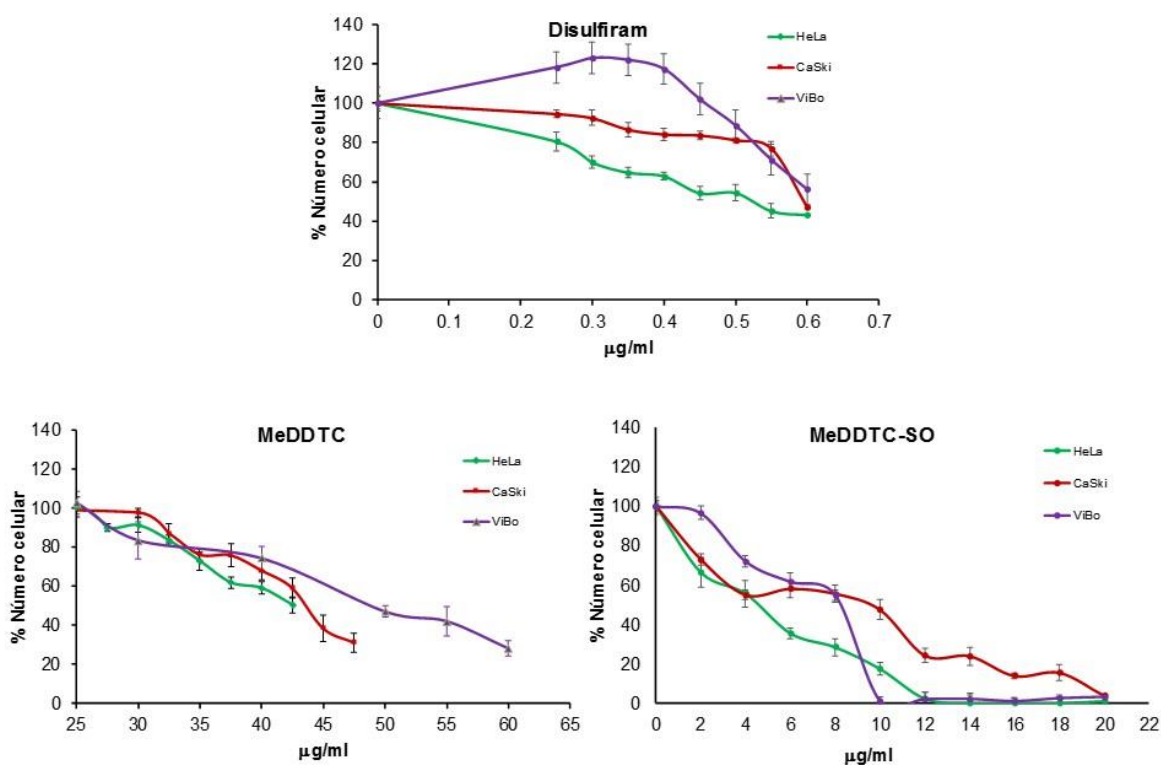 Disulfiram
HeLa
CaSki
ViBo
% Número celular
140
120
100
80
60
40
20
0
0 0.1 0.2 0.3 0.4 0.5 0.6 0.7
µg/ml
MeDDTC
HeLa
CaSki
ViBo
% Número celular
140
120
100
80
60
40
20
0
25 30 35 40 45 50 55 60 65
µg/ml
MeDDTC-SO
HeLa
CaSki
ViBo
% Número celular
140
120
100
80
60
40
20
0
0 2 4 6 8 10 12 14 16 18 20 22
µg/ml